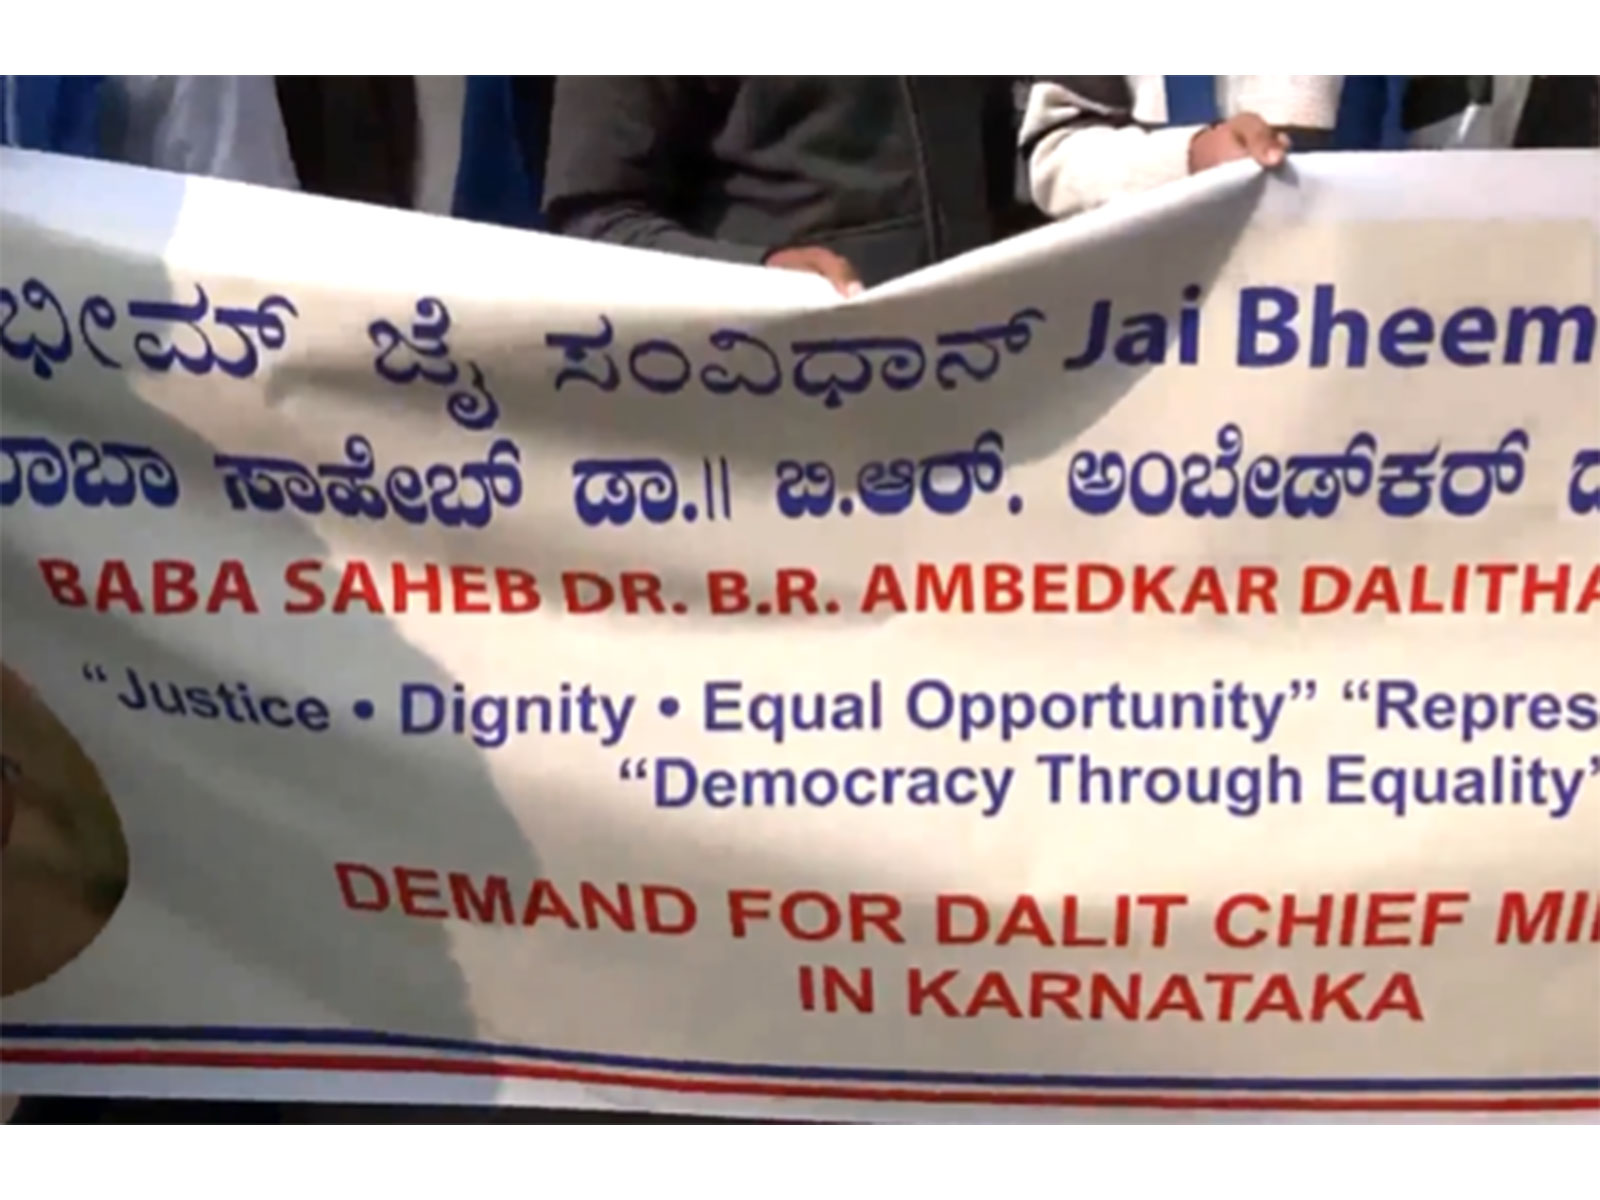 ಭೀಮ್ ಜೈ ಸಂವಿಧಾನ್ Jai Bheem
ಬಾಬಾ ಸಾಹೇಬ್ ಡಾ.|| ಬಿ.ಆರ್. ಅಂಬೇಡ್‌ಕರ್
BABA SAHEB DR. B.R. AMBEDKAR DALITHA
“Justice • Dignity • Equal Opportunity” “Repres
“Democracy Through Equality”
DEMAND FOR DALIT CHIEF MI
IN KARNATAKA